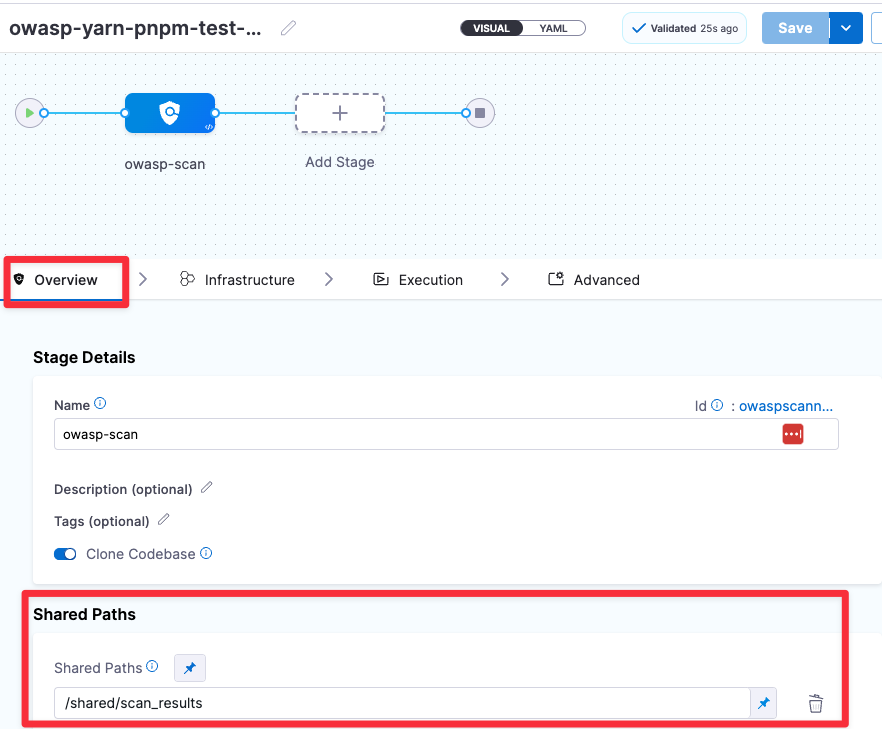 owasp-yarn-pnpm-test-...
VISUAL YAML
Validated 25s ago
Save
owasp-scan
Add Stage
Overview
Infrastructure
Execution
Advanced
Stage Details
Name
Id : owaspscann...
owasp-scan
Description (optional)
Tags (optional)
Clone Codebase
Shared Paths
Shared Paths
/shared/scan_results